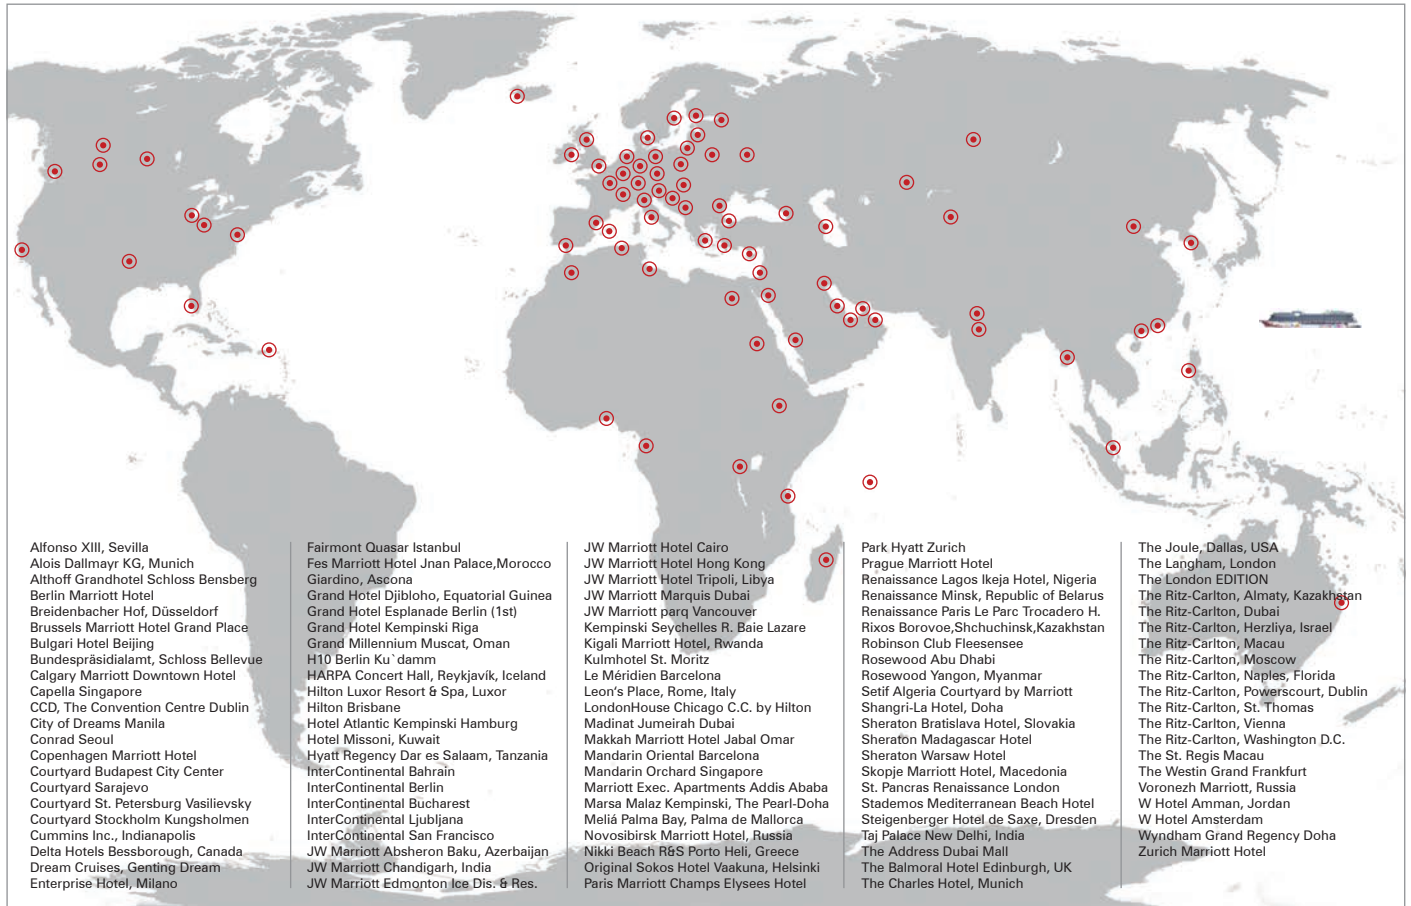 Alfonso XIII, Sevilla
Alois Dallmayr KG, Munich
Althoff Grandhotel Schloss Bensberg
Berlin Marriott Hotel
Breidenbacher Hof, Düsseldorf
Brussels Marriott Hotel Grand Place
Bulgari Hotel Beijing
Bundespräsidialamt, Schloss Bellevue
Calgary Marriott Downtown Hotel
Capella Singapore
CCD, The Convention Centre Dublin
City of Dreams Manila
Conrad Seoul
Copenhagen Marriott Hotel
Courtyard Budapest City Center
Courtyard Sarajevo
Courtyard St. Petersburg Vasilievsky
Courtyard Stockholm Kungsholmen
Cummins Inc., Indianapolis
Delta Hotels Bessborough, Canada
Dream Cruises, Genting Dream
Enterprise Hotel, Milano
Fairmont Quasar Istanbul
Fes Marriott Hotel Jnan Palace,Morocco
Giardino, Ascona
Grand Hotel Djibloho, Equatorial Guinea
Grand Hotel Esplanade Berlin (1st)
Grand Hotel Kempinski Riga
Grand Millennium Muscat, Oman
H10 Berlin Ku`damm
HARPA Concert Hall, Reykjavík, Iceland
Hilton Luxor Resort & Spa, Luxor
Hilton Brisbane
Hotel Atlantic Kempinski Hamburg
Hotel Missoni, Kuwait
Hyatt Regency Dar es Salaam, Tanzania
InterContinental Bahrain
InterContinental Berlin
InterContinental Bucharest
InterContinental Ljubljana
InterContinental San Francisco
JW Marriott Absheron Baku, Azerbaijan
JW Marriott Chandigarh, India
JW Marriott Edmonton Ice Dis. & Res.
JW Marriott Hotel Cairo
JW Marriott Hotel Hong Kong
JW Marriott Hotel Tripoli, Libya
JW Marriott Marquis Dubai
JW Marriott parq Vancouver
Kempinski Seychelles R. Baie Lazare
Kigali Marriott Hotel, Rwanda
Kulmhotel St. Moritz
Le Méridien Barcelona
Leon's Place, Rome, Italy
LondonHouse Chicago C.C. by Hilton
Madinat Jumeirah Dubai
Makkah Marriott Hotel Jabal Omar
Mandarin Oriental Barcelona
Mandarin Orchard Singapore
Marriott Exec. Apartments Addis Ababa
Marsa Malaz Kempinski, The Pearl-Doha
Meliá Palma Bay, Palma de Mallorca
Novosibirsk Marriott Hotel, Russia
Nikki Beach R&S Porto Heli, Greece
Original Sokos Hotel Vaakuna, Helsinki
Paris Marriott Champs Elysees Hotel
Park Hyatt Zurich
Prague Marriott Hotel
Renaissance Lagos Ikeja Hotel, Nigeria
Renaissance Minsk, Republic of Belarus
Renaissance Paris Le Parc Trocadero H.
Rixos Borovoe,Shchuchinsk,Kazakhstan
Robinson Club Fleesensee
Rosewood Abu Dhabi
Rosewood Yangon, Myanmar
Setif Algeria Courtyard by Marriott
Shangri-La Hotel, Doha
Sheraton Bratislava Hotel, Slovakia
Sheraton Madagascar Hotel
Sheraton Warsaw Hotel
Skopje Marriott Hotel, Macedonia
St. Pancras Renaissance London
Stademos Mediterranean Beach Hotel
Steigenberger Hotel de Saxe, Dresden
Taj Palace New Delhi, India
The Address Dubai Mall
The Balmoral Hotel Edinburgh, UK
The Charles Hotel, Munich
The Joule, Dallas, USA
The Langham, London
The London EDITION
The Ritz-Carlton, Almaty, Kazakhstan
The Ritz-Carlton, Dubai
The Ritz-Carlton, Herzliya, Israel
The Ritz-Carlton, Macau
The Ritz-Carlton, Moscow
The Ritz-Carlton, Naples, Florida
The Ritz-Carlton, Powerscourt, Dublin
The Ritz-Carlton, St. Thomas
The Ritz-Carlton, Vienna
The Ritz-Carlton, Washington D.C.
The St. Regis Macau
The Westin Grand Frankfurt
Voronezh Marriott, Russia
W Hotel Amman, Jordan
W Hotel Amsterdam
Wyndham Grand Regency Doha
Zurich Marriott Hotel